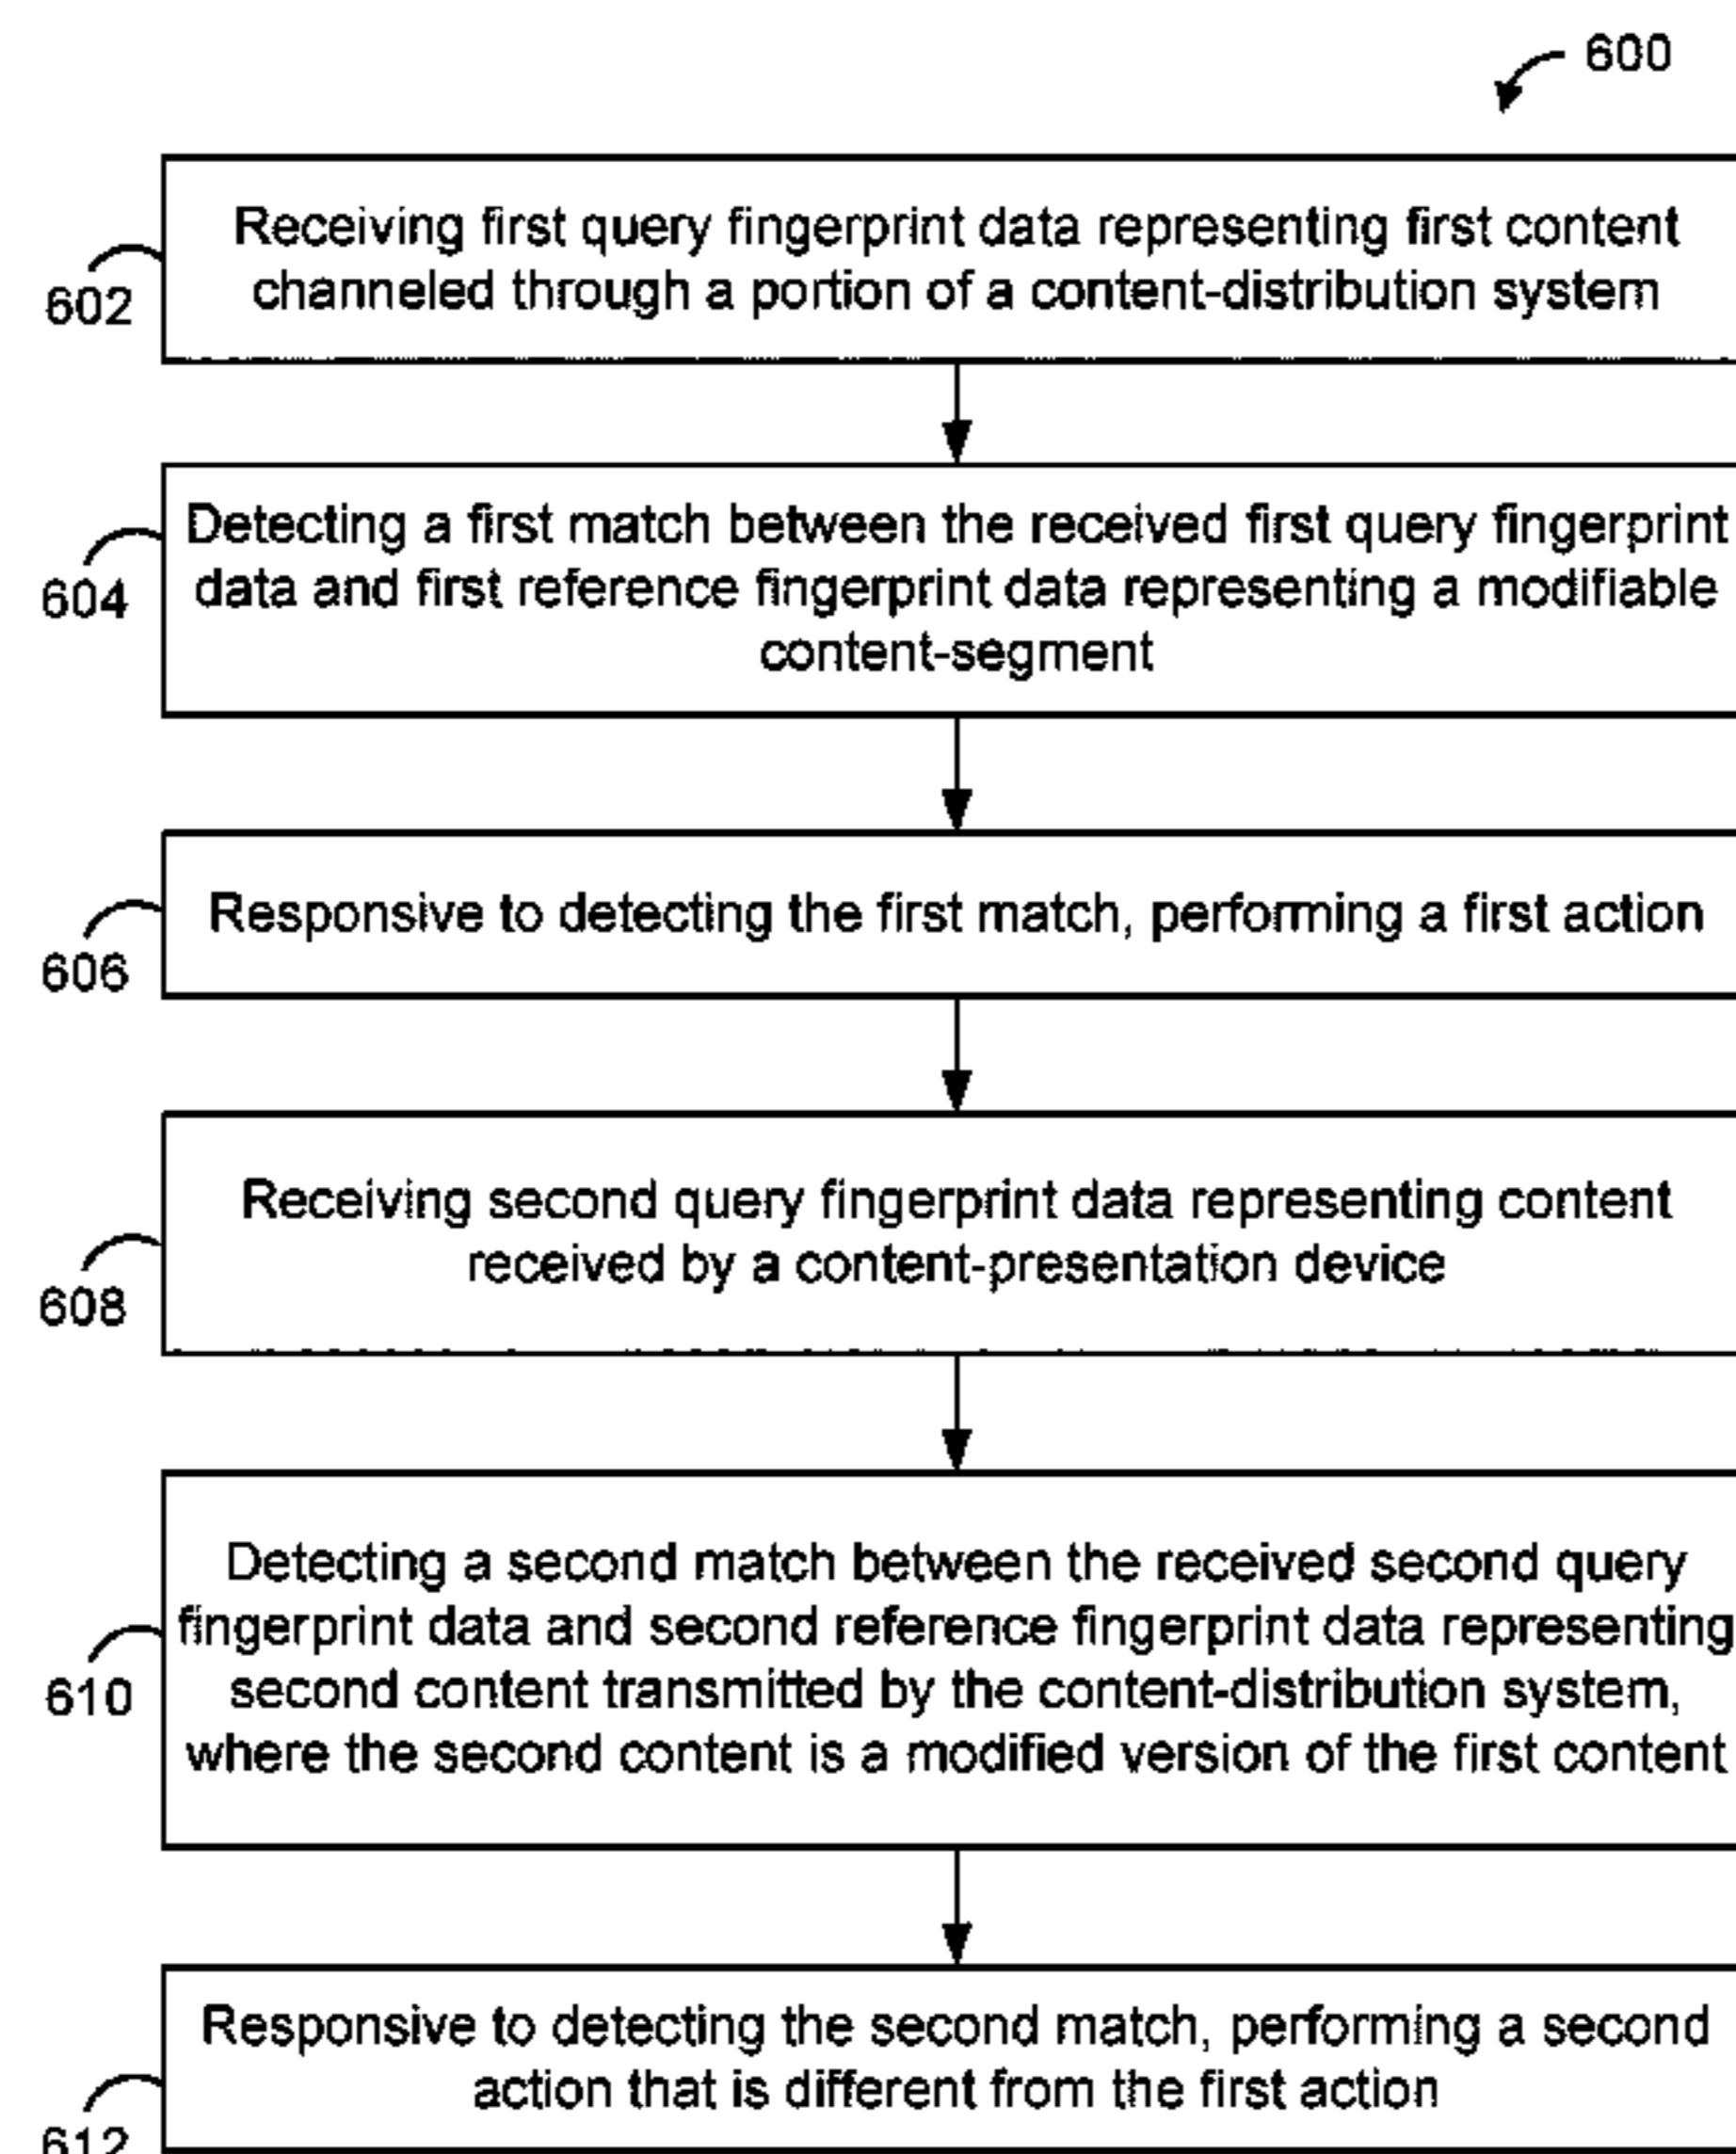 600
Receiving first query fingerprint data representing first content
channeled through a portion of a content-distribution system
602
Detecting a first match between the received first query fingerprint
data and first reference fingerprint data representing a modifiable
content-segment
604
Responsive to detecting the first match, performing a first action
606
Receiving second query fingerprint data representing content
received by a content-presentation device
608
Detecting a second match between the received second query
fingerprint data and second reference fingerprint data representing
second content transmitted by the content-distribution system,
where the second content is a modified version of the first content
610
Responsive to detecting the second match, performing a second
action that is different from the first action
612